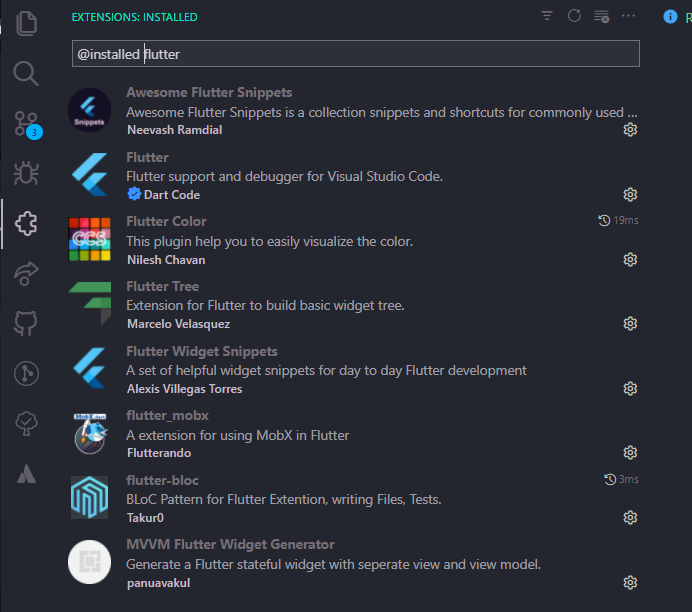 EXTENSIONS: INSTALLED
@installed flutter
Snippets
Awesome Flutter Snippets
Awesome Flutter Snippets is a collection snippets and shortcuts for commonly used ...
Neevash Ramdial
3
Flutter
Flutter support and debugger for Visual Studio Code.
Dart Code
CCS
Flutter Color
19ms
This plugin help you to easily visualize the color.
Nilesh Chavan
Flutter Tree
Extension for Flutter to build basic widget tree.
Marcelo Velasquez
Flutter Widget Snippets
A set of helpful widget snippets for day to day Flutter development
Alexis Villegas Torres
flutter_mobx
A extension for using MobX in Flutter
Flutterando
flutter-bloc
3ms
BLoC Pattern for Flutter Extention, writing Files, Tests.
Takur0
MVVM Flutter Widget Generator
Generate a Flutter stateful widget with seperate view and view model.
panuavakul